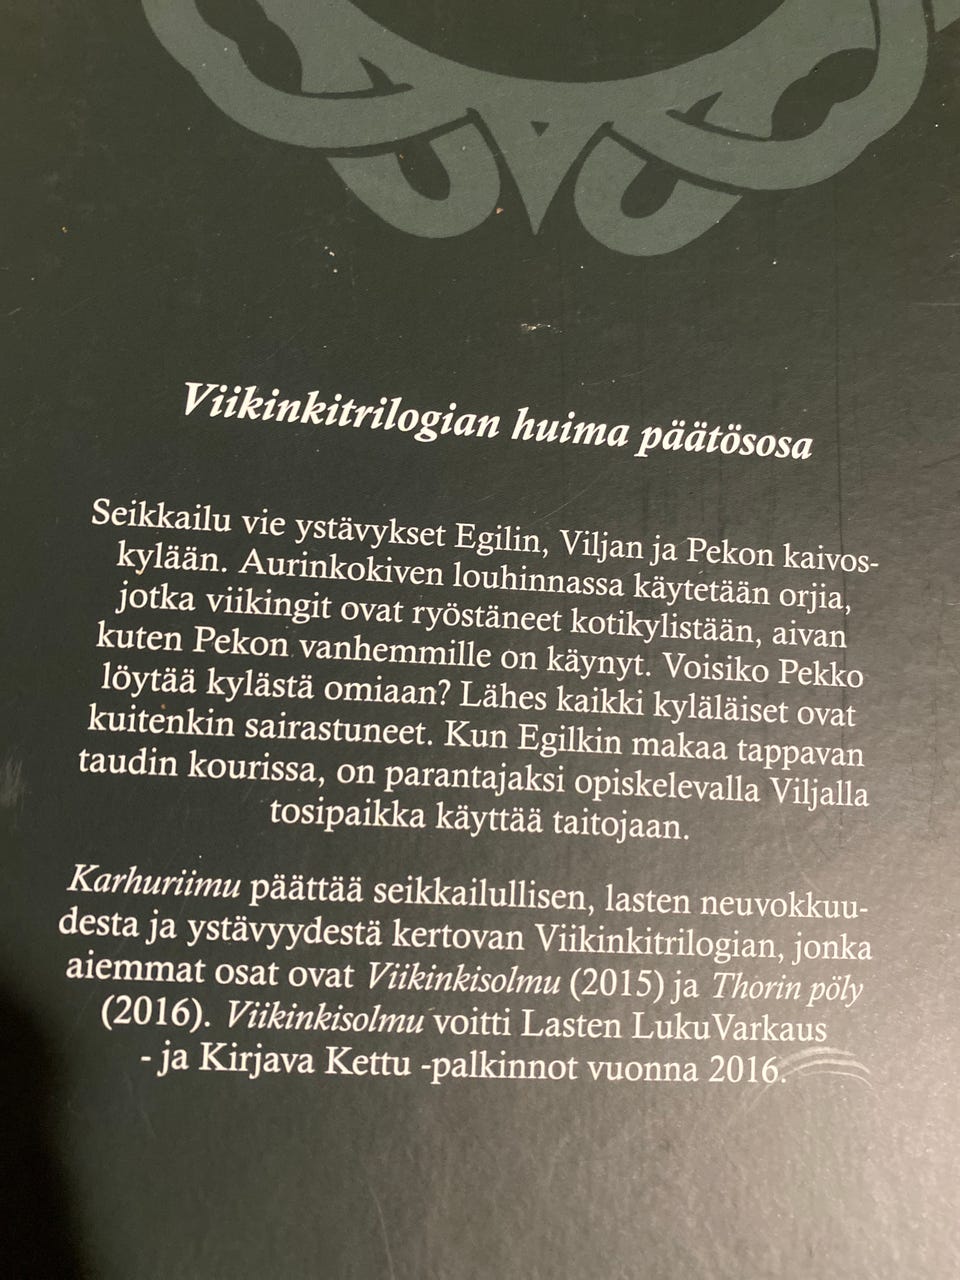 Viikinkitrilogian huima päätösosa
Seikkailu vie ystävykset Egilin, Viljan ja Pekon kaivos-
kylään. Aurinkokiven louhinnassa käytetään orjia,
jotka viikingit ovat ryöstäneet kotikylistään, aivan
kuten Pekon vanhemmille on käynyt. Voisiko Pekko
löytää kylästä omiaan? Lähes kaikki kyläläiset ovat
kuitenkin sairastuneet. Kun Egilkin makaa tappavan
taudin kourissa, on parantajaksi opiskelevalla Viljalla
tosipaikka käyttää taitojaan.
Karhuriimu päättää seikkailullisen, lasten neuvokkuu-
desta ja ystävyydestä kertovan Viikinkitrilogian, jonka
aiemmat osat ovat Viikinkisolmu (2015) ja Thorin pöly
(2016). Viikinkisolmu voitti Lasten LukuVarkaus
- ja Kirjava Kettu -palkinnot vuonna 2016.